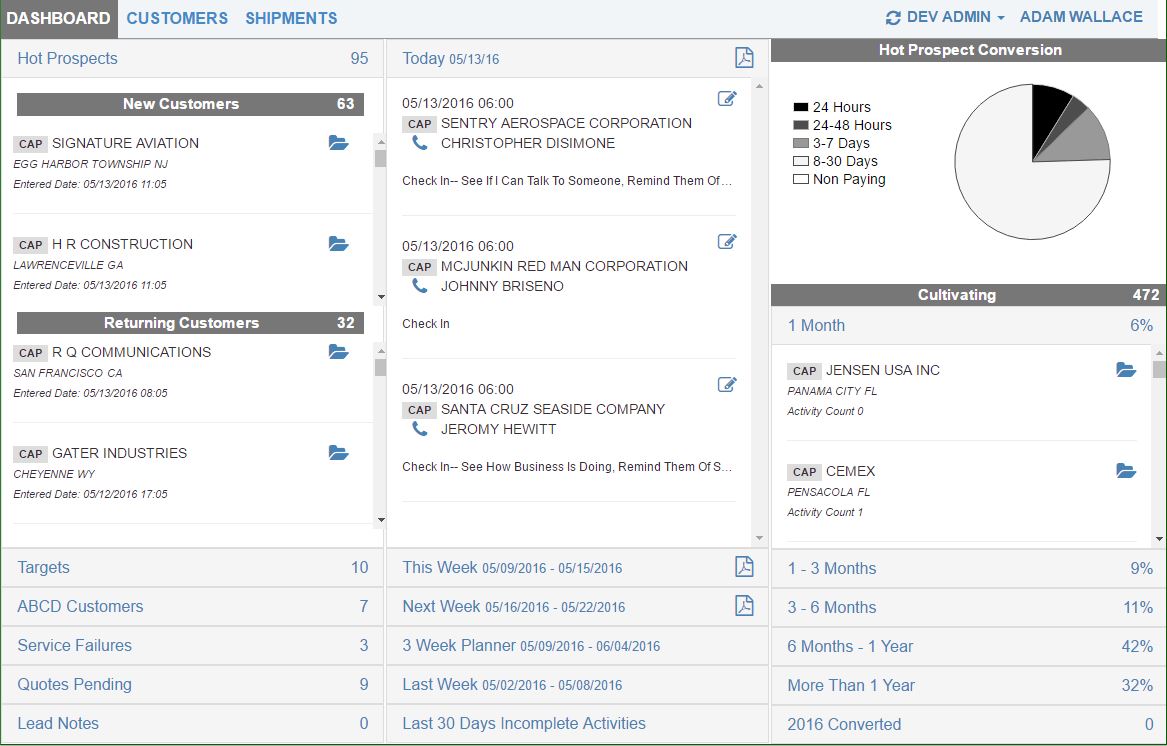 DASHBOARD CUSTOMERS SHIPMENTS DEV ADMIN ADAM WALLACE
Hot Prospects 95
New Customers 63
CAP SIGNATURE AVIATION
EGG HARBOR TOWNSHIP NJ
Entered Date: 05/13/2016 11:05
CAP H R CONSTRUCTION
LAWRENCEVILLE GA
Entered Date: 05/13/2016 11:05
Returning Customers 32
CAP R Q COMMUNICATIONS
SAN FRANCISCO CA
Entered Date: 05/13/2016 08:05
CAP GATER INDUSTRIES
CHEYENNE WY
Entered Date: 05/12/2016 17:05
Targets 10
ABCD Customers 7
Service Failures 3
Quotes Pending 9
Lead Notes 0
Today 05/13/16
05/13/2016 06:00
CAP SENTRY AEROSPACE CORPORATION
CHRISTOPHER DISIMONE
Check In-- See If I Can Talk To Someone, Remind Them Of...
05/13/2016 06:00
CAP MCJUNKIN RED MAN CORPORATION
JOHNNY BRISENO
Check In
05/13/2016 06:00
CAP SANTA CRUZ SEASIDE COMPANY
JEROMY HEWITT
Check In-- See How Business Is Doing, Remind Them Of S...
This Week 05/09/2016 - 05/15/2016
Next Week 05/16/2016 - 05/22/2016
3 Week Planner 05/09/2016 - 06/04/2016
Last Week 05/02/2016 - 05/08/2016
Last 30 Days Incomplete Activities
Hot Prospect Conversion
24 Hours
24-48 Hours
3-7 Days
8-30 Days
Non Paying
Cultivating 472
1 Month 6%
CAP JENSEN USA INC
PANAMA CITY FL
Activity Count 0
CAP CEMEX
PENSACOLA FL
Activity Count 1
1 - 3 Months 9%
3 - 6 Months 11%
6 Months - 1 Year 42%
More Than 1 Year 32%
2016 Converted 0